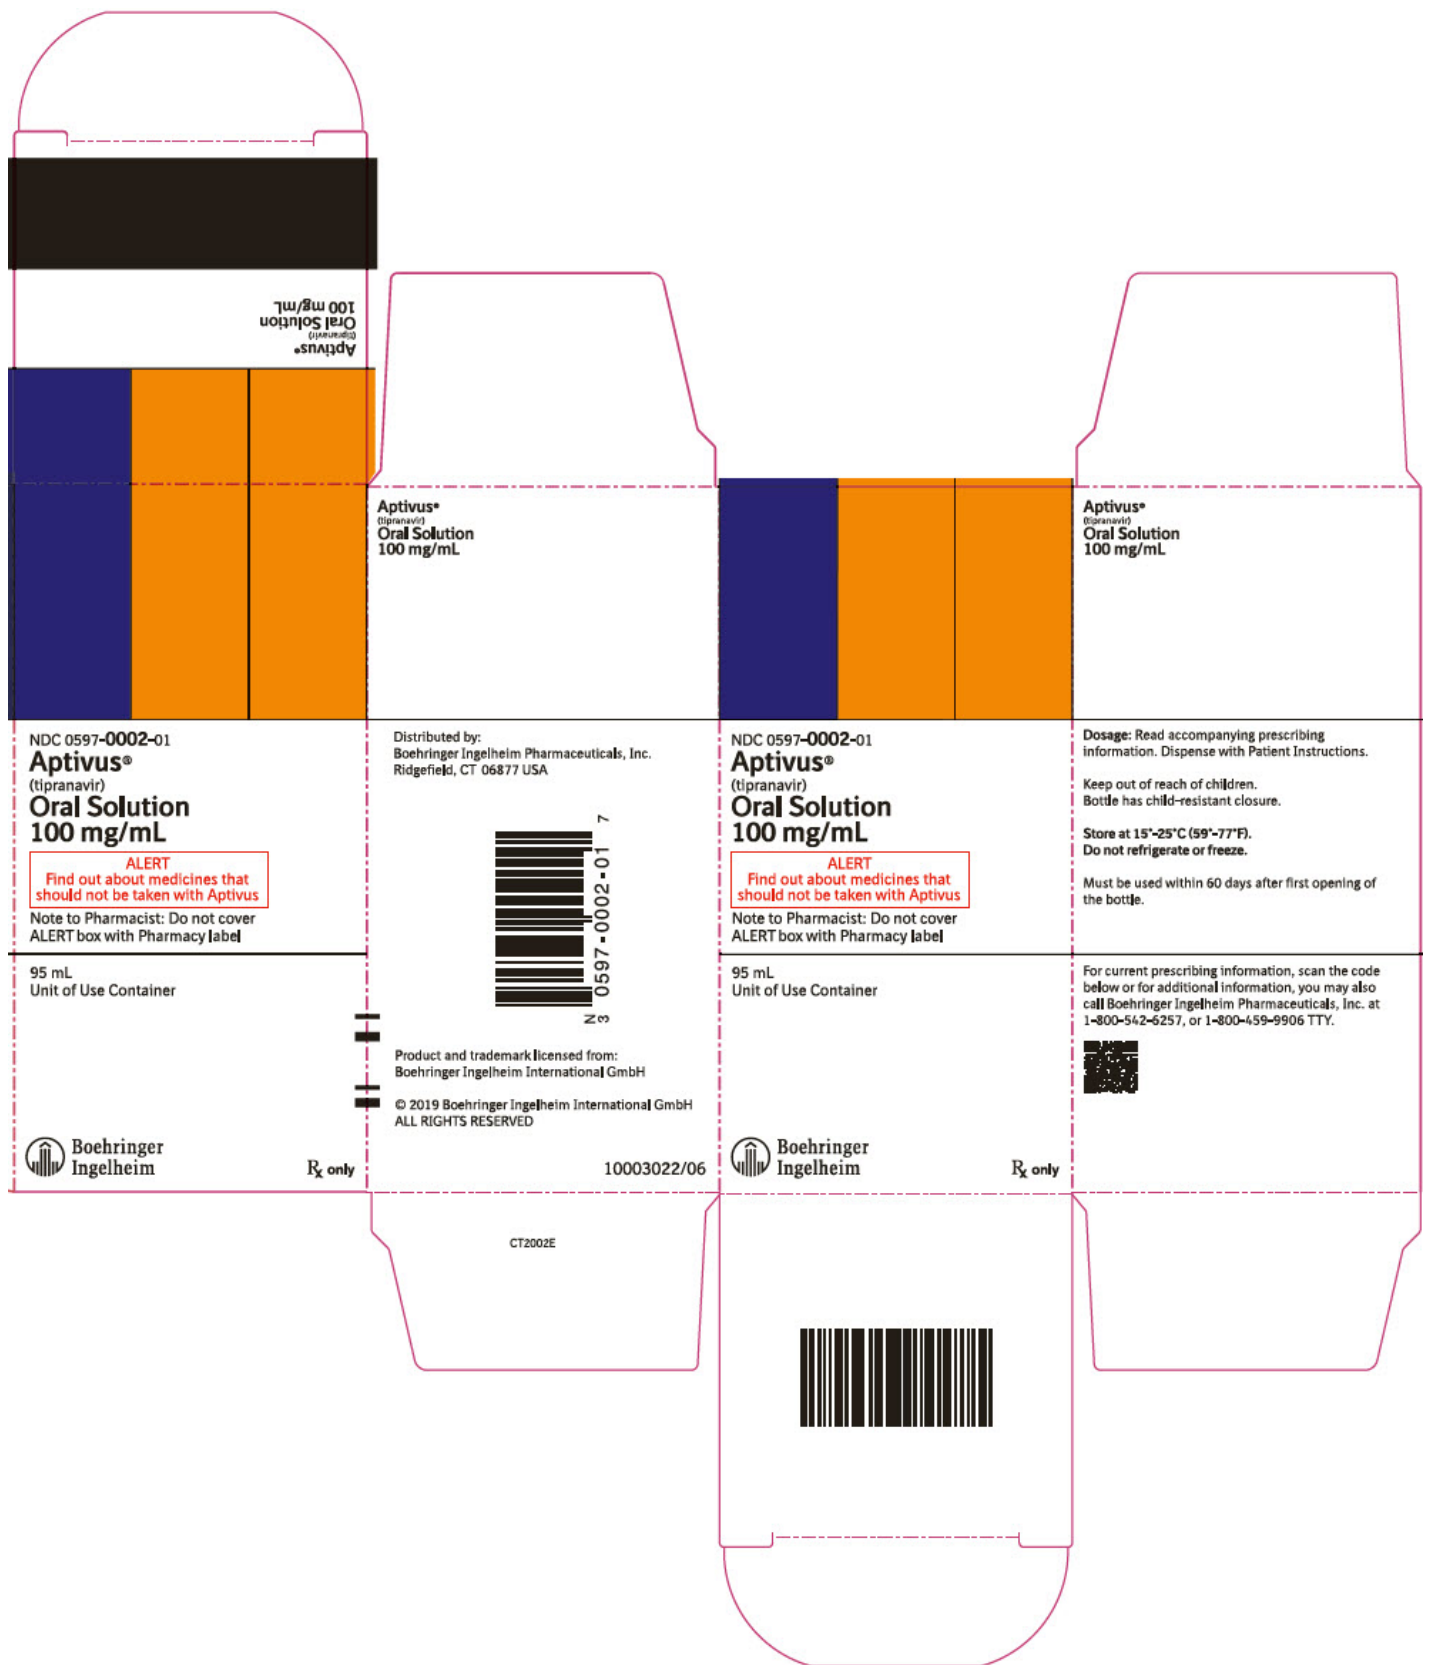 Aptivus®
(tipranavir)
Oral Solution
100 mg/mL
Aptivus®
(tipranavir)
Oral Solution
100 mg/mL
Aptivus®
(tipranavir)
Oral Solution
100 mg/mL
NDC 0597-0002-01
Aptivus®
(tipranavir)
Oral Solution
100 mg/mL
ALERT
Find out about medicines that
should not be taken with Aptivus
Note to Pharmacist: Do not cover
ALERT box with Pharmacy label
95 mL
Unit of Use Container
Boehringer
Ingelheim
Rx only
Distributed by:
Boehringer Ingelheim Pharmaceuticals, Inc.
Ridgefield, CT 06877 USA
N
3 0597-0002-01 7
Product and trademark licensed from:
Boehringer Ingelheim International GmbH
© 2019 Boehringer Ingelheim International GmbH
ALL RIGHTS RESERVED
10003022/06
CT2002E
NDC 0597-0002-01
Aptivus®
(tipranavir)
Oral Solution
100 mg/mL
ALERT
Find out about medicines that
should not be taken with Aptivus
Note to Pharmacist: Do not cover
ALERT box with Pharmacy label
95 mL
Unit of Use Container
Boehringer
Ingelheim
Rx only
Dosage: Read accompanying prescribing
information. Dispense with Patient Instructions.
Keep out of reach of children.
Bottle has child-resistant closure.
Store at 15°-25°C (59°-77°F).
Do not refrigerate or freeze.
Must be used within 60 days after first opening of
the bottle.
For current prescribing information, scan the code
below or for additional information, you may also
call Boehringer Ingelheim Pharmaceuticals, Inc. at
1-800-542-6257, or 1-800-459-9906 TTY.